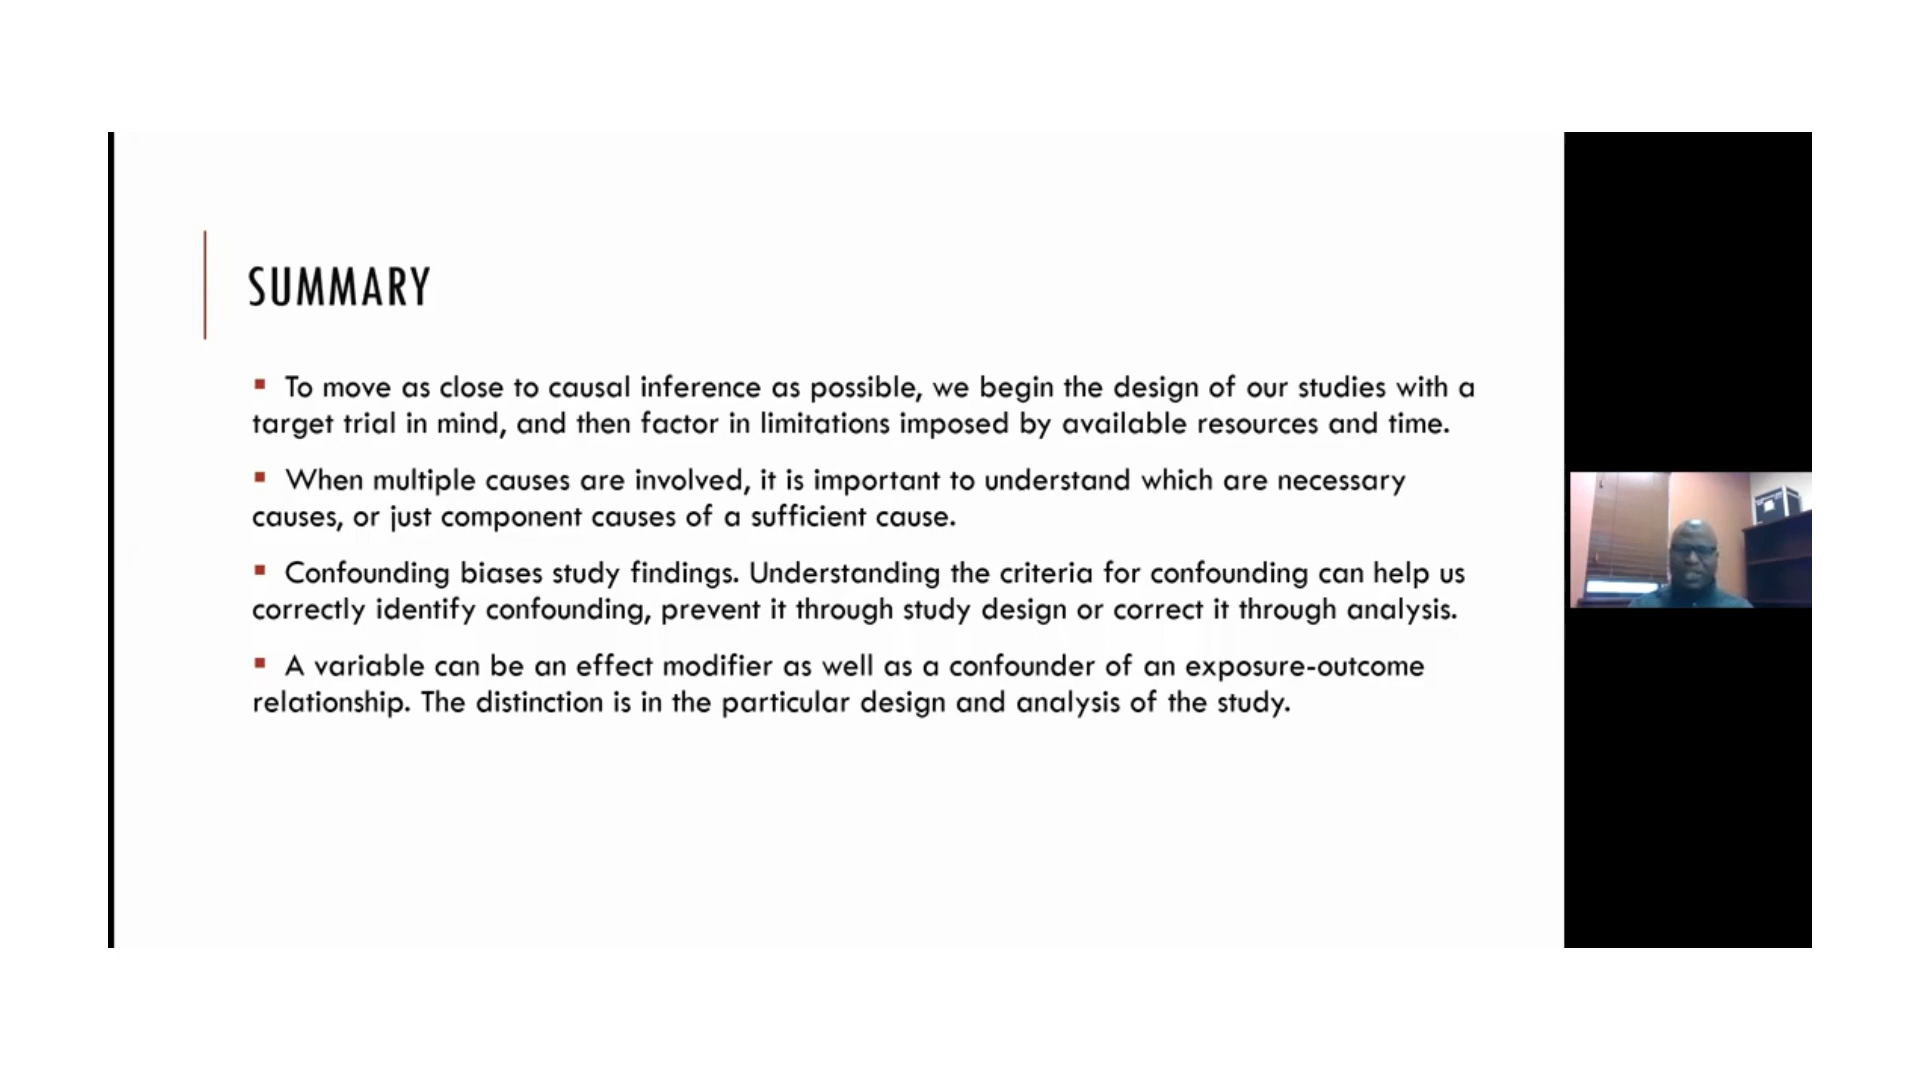 SUMMARY
▪ To move as close to causal inference as possible, we begin the design of our studies with a
target trial in mind, and then factor in limitations imposed by available resources and time.
▪ When multiple causes are involved, it is important to understand which are necessary
causes, or just component causes of a sufficient cause.
▪ Confounding biases study findings. Understanding the criteria for confounding can help us
correctly identify confounding, prevent it through study design or correct it through analysis.
▪ A variable can be an effect modifier as well as a confounder of an exposure-outcome
relationship. The distinction is in the particular design and analysis of the study.